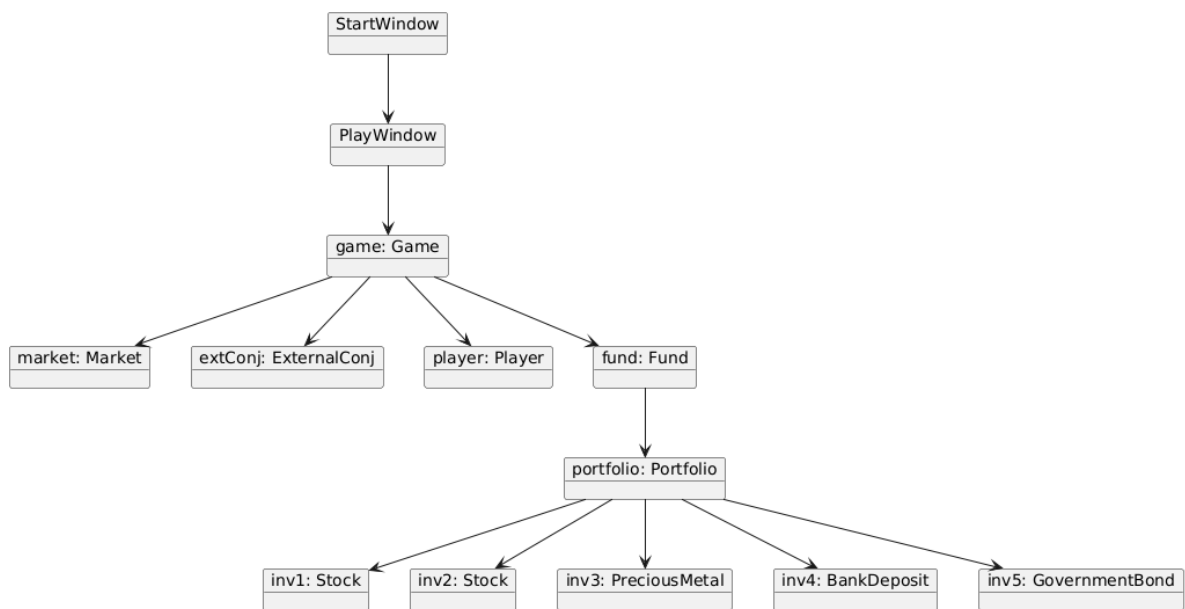 StartWindow
PlayWindow
game: Game
market: Market
extConj: ExternalConj
player: Player
fund: Fund
portfolio: Portfolio
inv1: Stock
inv2: Stock
inv3: PreciousMetal
inv4: BankDeposit
inv5: GovernmentBond